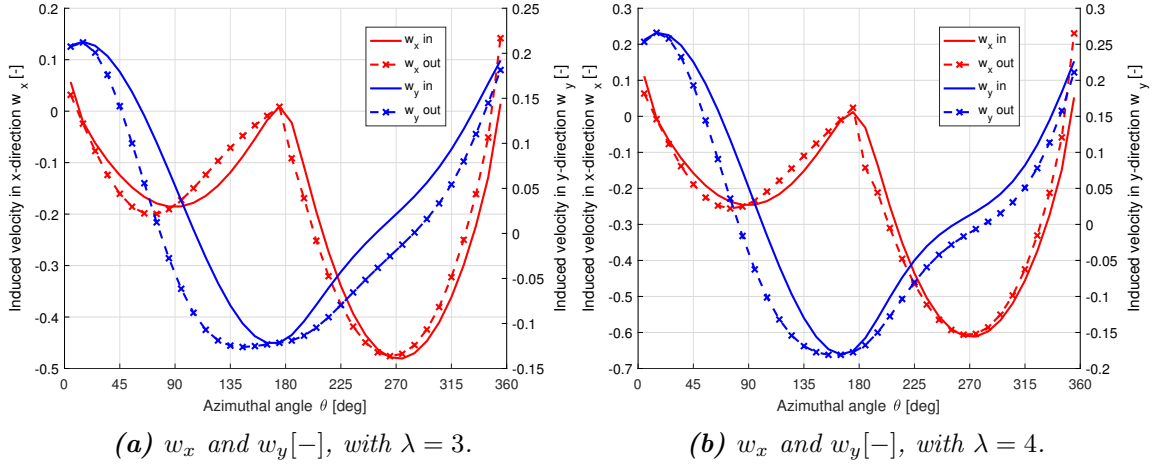 0.2
0.1
0
-0.1
-0.2
-0.3
-0.4
-0.5
Induced velocity in x-direction w_x [-]
0.25
0.2
0.15
0.1
0.05
0
-0.05
-0.1
-0.15
Induced velocity in y-direction w_y [-]
w_x in
w_x out
w_y in
w_y out
0 45 90 135 180 225 270 315 360
Azimuthal angle θ [deg]
(a) w_x and w_y[−], with λ = 3.
0.3
0.2
0.1
0
-0.1
-0.2
-0.3
-0.4
-0.5
-0.6
-0.7
Induced velocity in x-direction w_x [-]
0.3
0.25
0.2
0.15
0.1
0.05
0
-0.05
-0.1
-0.15
-0.2
Induced velocity in y-direction w_y [-]
w_x in
w_x out
w_y in
w_y out
0 45 90 135 180 225 270 315 360
Azimuthal angle θ [deg]
(b) w_x and w_y[−], with λ = 4.